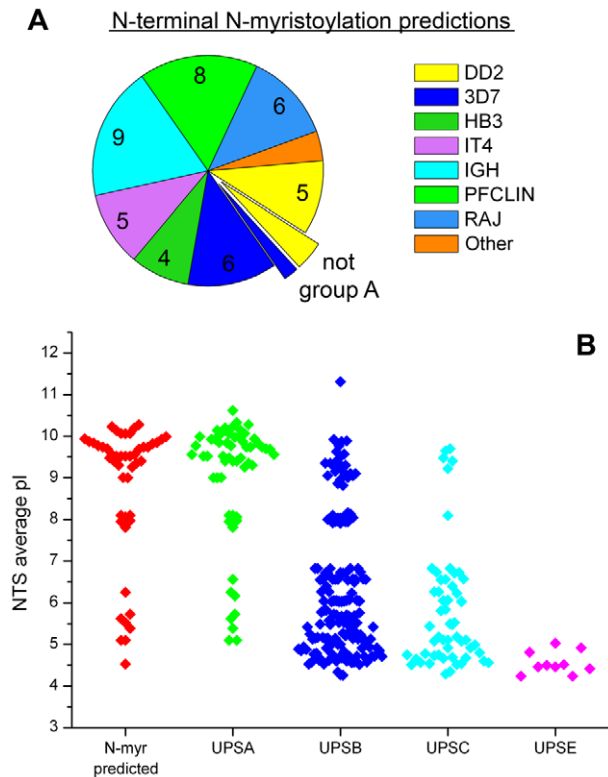 A
N-terminal N-myristoylation predictions
8
6
9
5
5
4
6
not
group A
DD2
3D7
HB3
IT4
IGH
PFCLIN
RAJ
Other
B
NTS average pI
12
11
10
9
8
7
6
5
4
3
N-myr
predicted
UPSA
UPSB
UPSC
UPSE